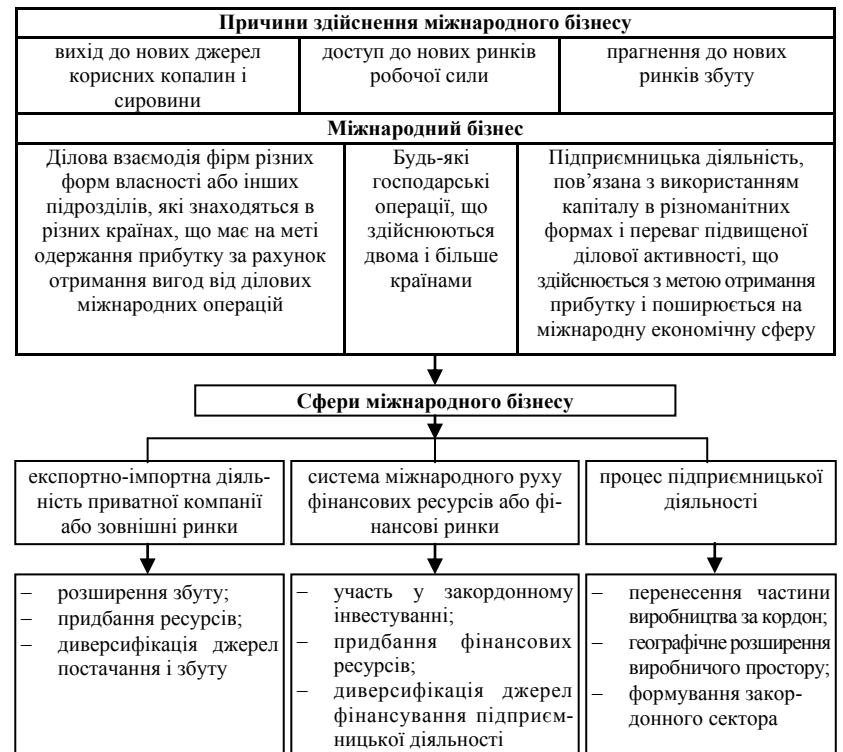 Причини здійснення міжнародного бізнесу
вихід до нових джерел
корисних копалин і
сировини
доступ до нових ринків
робочої сили
прагнення до нових
ринків збуту
Міжнародний бізнес
Ділова взаємодія фірм різних
форм власності або інших
підрозділів, які знаходяться в
різних країнах, що має на меті
одержання прибутку за рахунок
отримання вигод від ділових
міжнародних операцій
Будь-які
господарські
операції, що
здійснюються
двома і більше
країнами
Підприємницька діяльність,
пов’язана з використанням
капіталу в різноманітних
формах і переваг підвищеної
ділової активності, що
здійснюється з метою отримання
прибутку і поширюється на
міжнародну економічну сферу
Сфери міжнародного бізнесу
експортно-імпортна діяль-
ність приватної компанії
або зовнішні ринки
система міжнародного руху
фінансових ресурсів або фі-
нансові ринки
процес підприємницької
діяльності
– розширення збуту;
– придбання ресурсів;
– диверсифікація джерел
постачання і збуту
– участь у закордонному
інвестуванні;
– придбання фінансових
ресурсів;
– диверсифікація джерел
фінансування підприєм-
ницької діяльності
– перенесення частини
виробництва за кордон;
– географічне розширення
виробничого простору;
– формування закор-
донного сектора